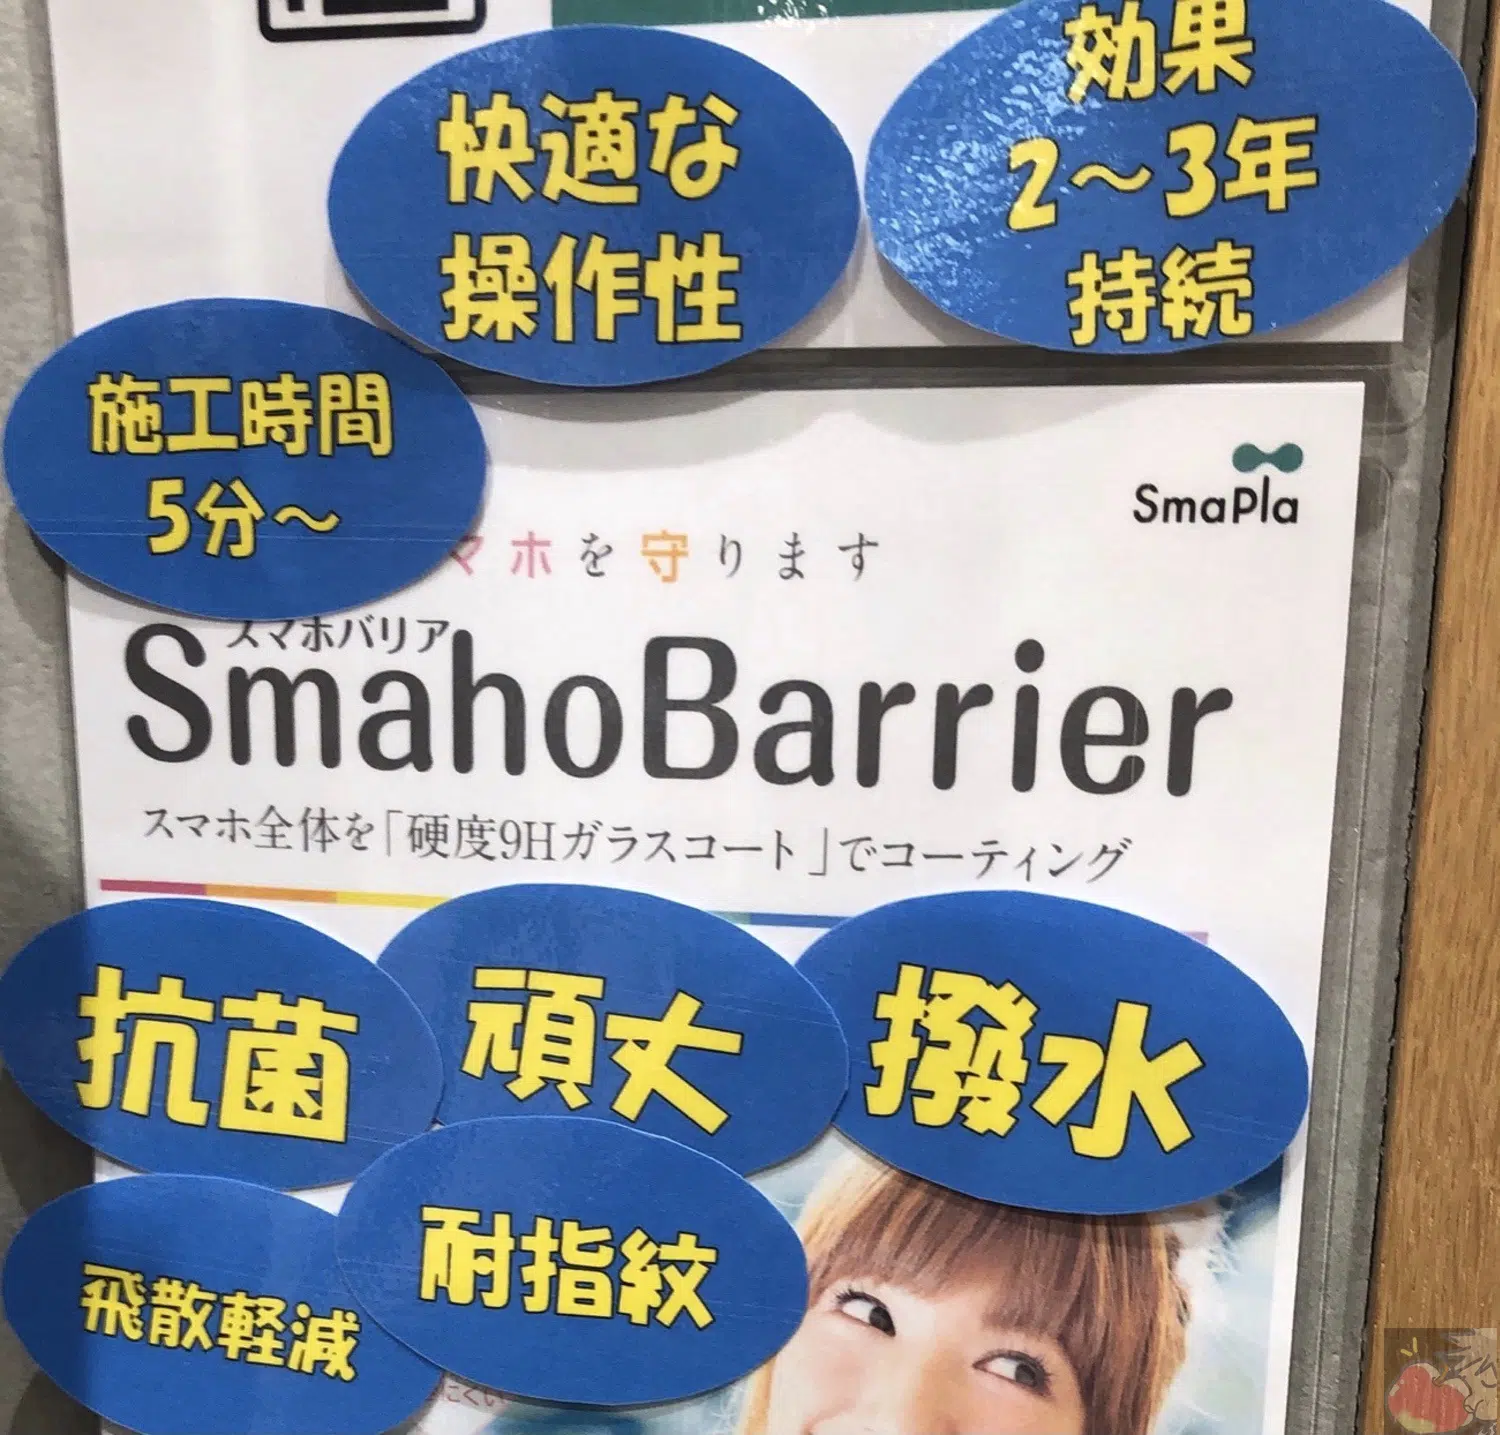 快適な
操作性
効果
2～3年
持続
施工時間
5分～
SmaPla
マホを守ります
スマホバリア
SmahoBarrier
スマホ全体を「硬度9Hガラスコート」でコーティング
抗菌
頑丈
撥水
飛散軽減
耐指紋
にくい